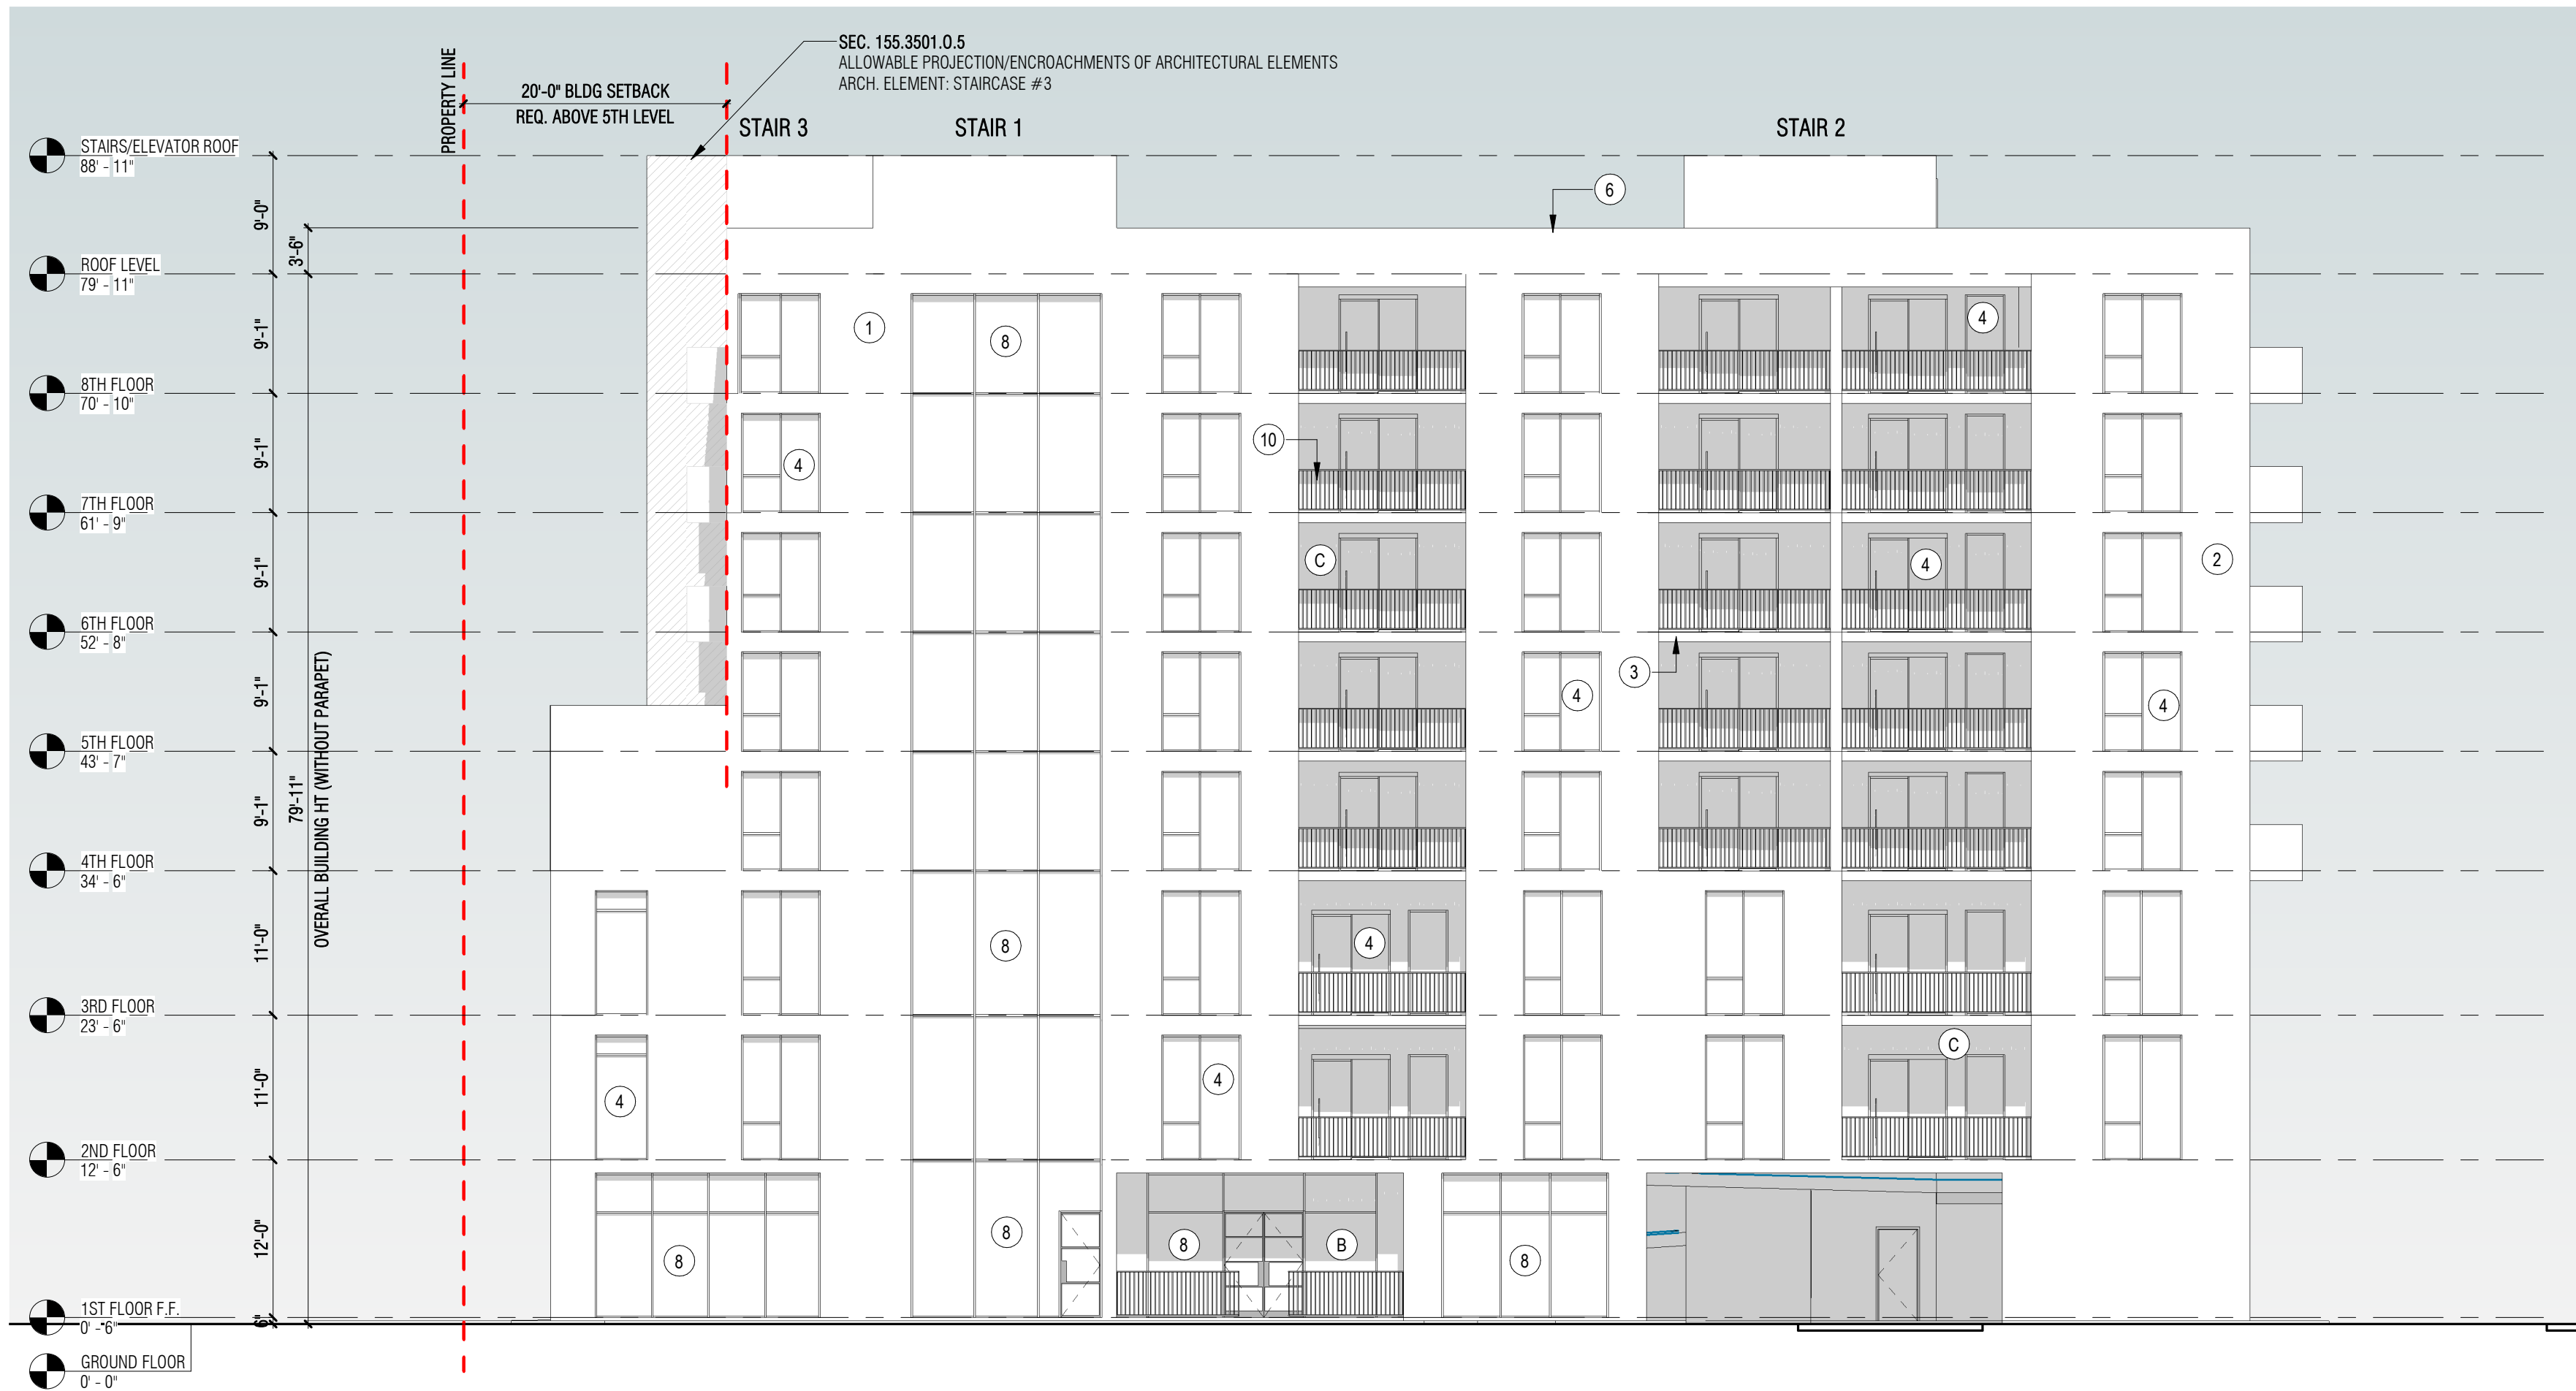 SEC. 155.3501.O.5
ALLOWABLE PROJECTION/ENCROACHMENTS OF ARCHITECTURAL ELEMENTS
ARCH. ELEMENT: STAIRCASE #3
PROPERTY LINE
20'-0" BLDG SETBACK
REQ. ABOVE 5TH LEVEL
STAIR 3
STAIR 1
STAIR 2
STAIRS/ELEVATOR ROOF
88' - 11"
9'-0"
6
3'-6"
ROOF LEVEL
79' - 11"
9'-1"
1
8
4
8TH FLOOR
70' - 10"
9'-1"
4
10
7TH FLOOR
61' - 9"
9'-1"
C
4
2
6TH FLOOR
52' - 8"
9'-1"
3
4
4
5TH FLOOR
43' - 7"
9'-1"
79'-11"
OVERALL BUILDING HT (WITHOUT PARAPET)
4TH FLOOR
34' - 6"
11'-0"
8
4
3RD FLOOR
23' - 6"
11'-0"
4
4
C
2ND FLOOR
12' - 6"
12'-0"
8
8
8
B
8
1ST FLOOR F.F.
0' - 6"
6"
GROUND FLOOR
0' - 0"